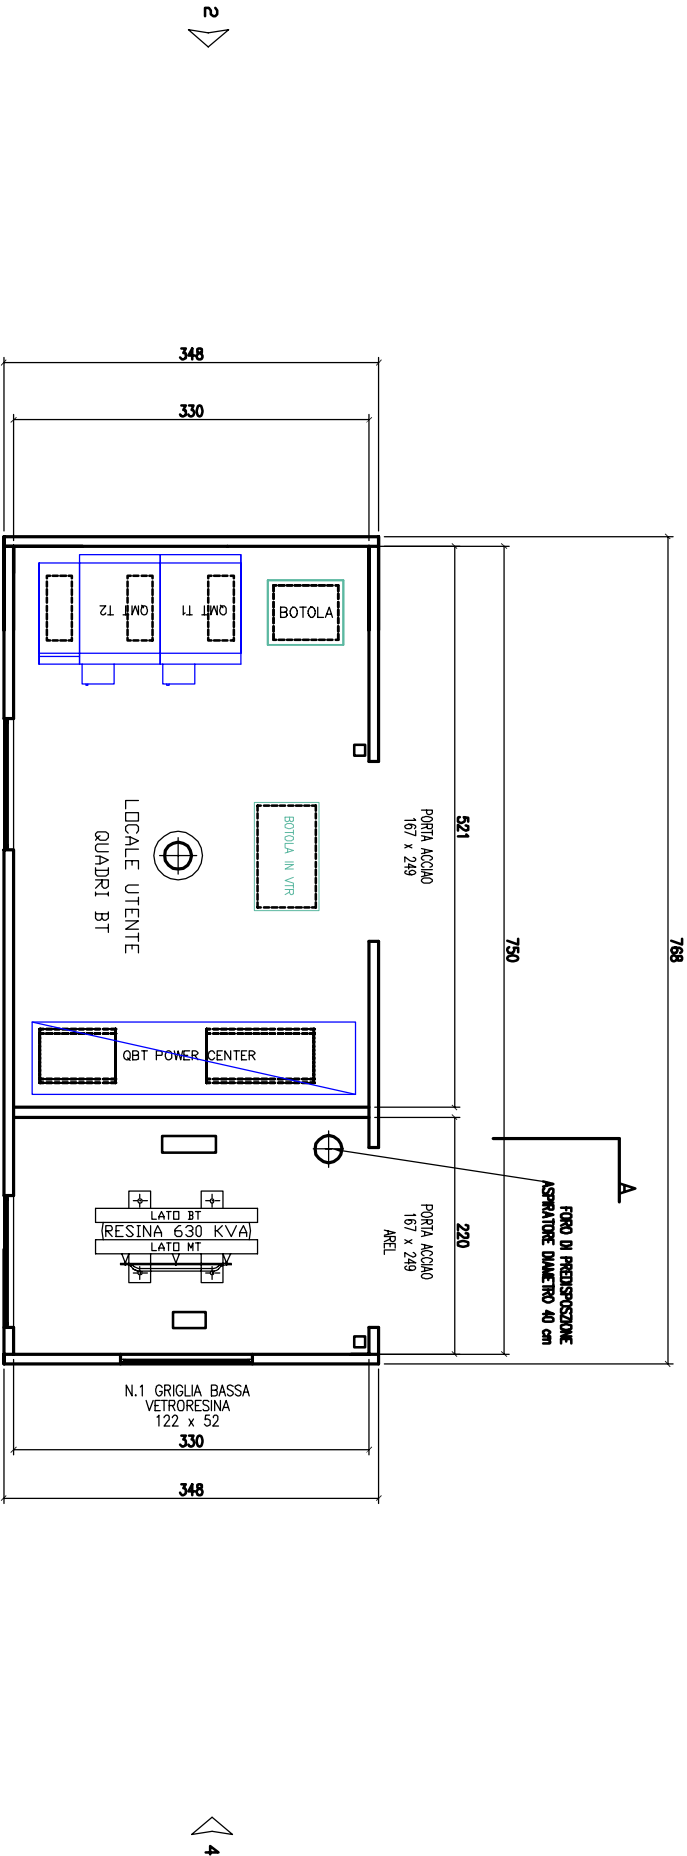 2
348
330
QMT T2
QMT T1
BOTOLA
768
750
521
PORTA ACCIAO
167 x 249
LOCALE UTENTE
QUADRI BT
BOTOLA IN VTR
QBT POWER CENTER
A
FORO DI PREDISPOSIZIONE
ASPIRATORE DIAMETRO 40 cm
220
PORTA ACCIAO
167 x 249
AREL
LATO BT
(RESINA 630 KVA)
LATO MT
N.1 GRIGLIA BASSA
VETRORESINA
122 x 52
330
348
4